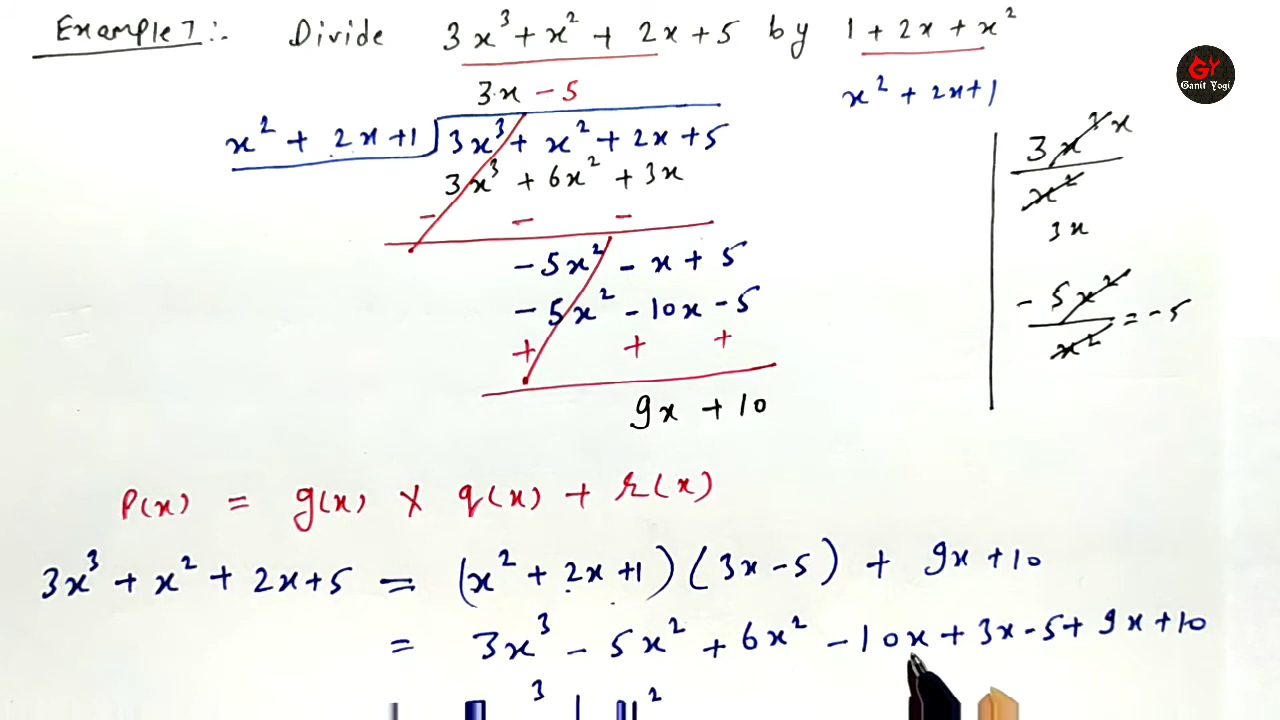 Example 7:- Divide 3x³ + x² + 2x + 5 by 1 + 2x + x²
GY
Ganit Yogi
x² + 2x + 1
3x - 5
x² + 2x + 1 ) 3x³ + x² + 2x + 5
3x³ + 6x² + 3x
- - -
-5x² - x + 5
-5x² - 10x - 5
+ + +
9x + 10
3x³ x
x²
3x
-5x²
x²
= -5
P(x) = g(x) × q(x) + r(x)
3x³ + x² + 2x + 5 = (x² + 2x + 1) (3x - 5) + 9x + 10
= 3x³ - 5x² + 6x² - 10x + 3x - 5 + 9x + 10